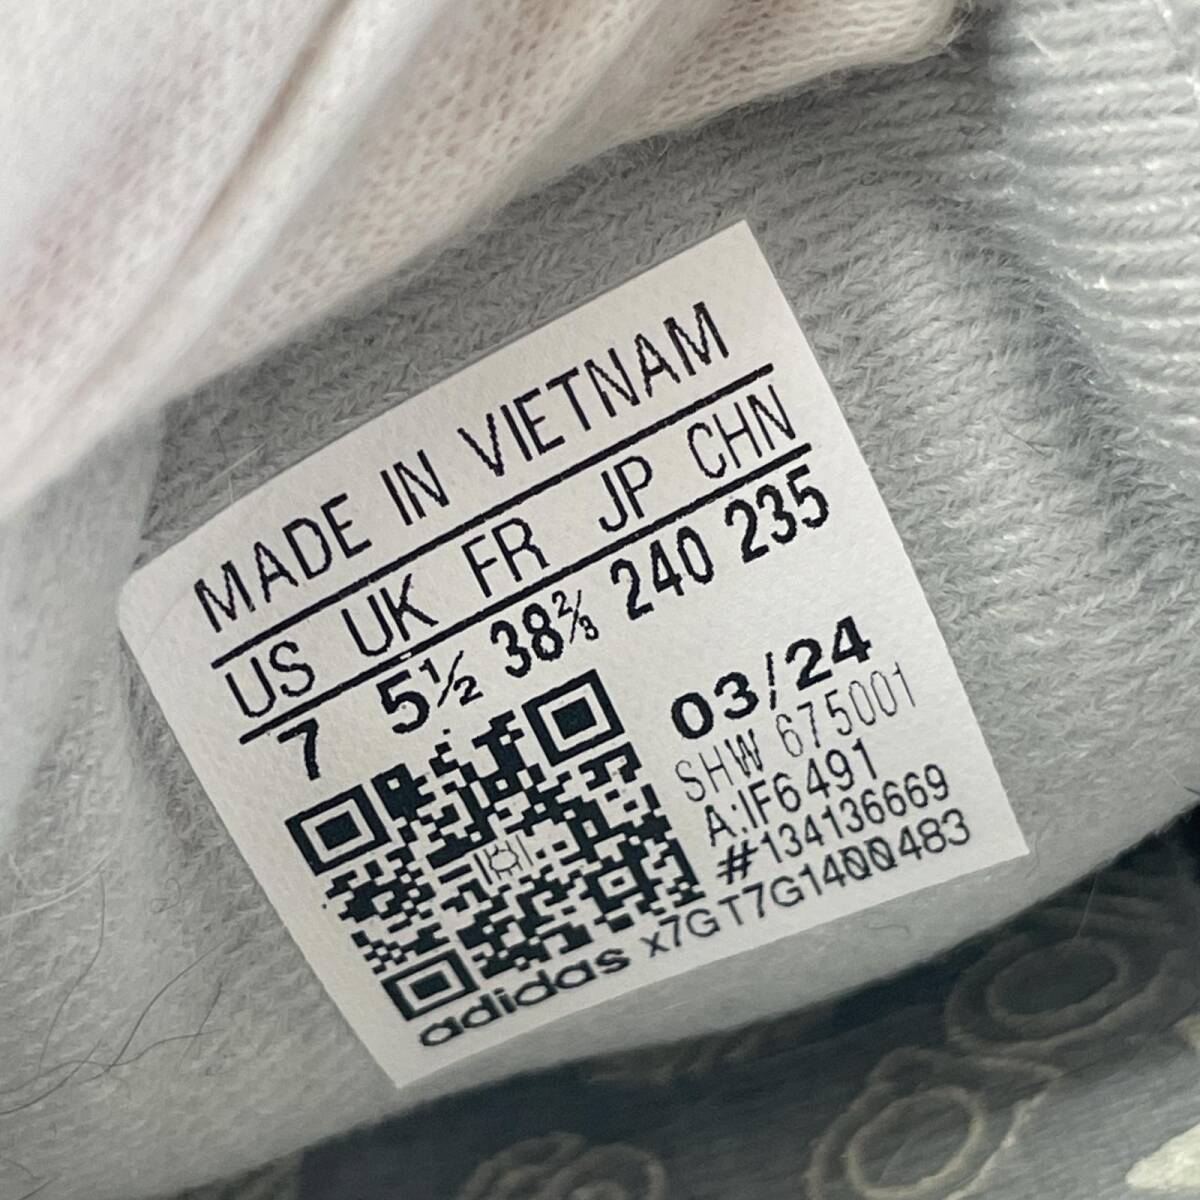 MADE IN VIETNAM
US UK FR JP CHN
7 5½ 38⅔ 240 235
03/24
SHW 675001
A:IF6491
#134136669
adidas x7GT7G1400483